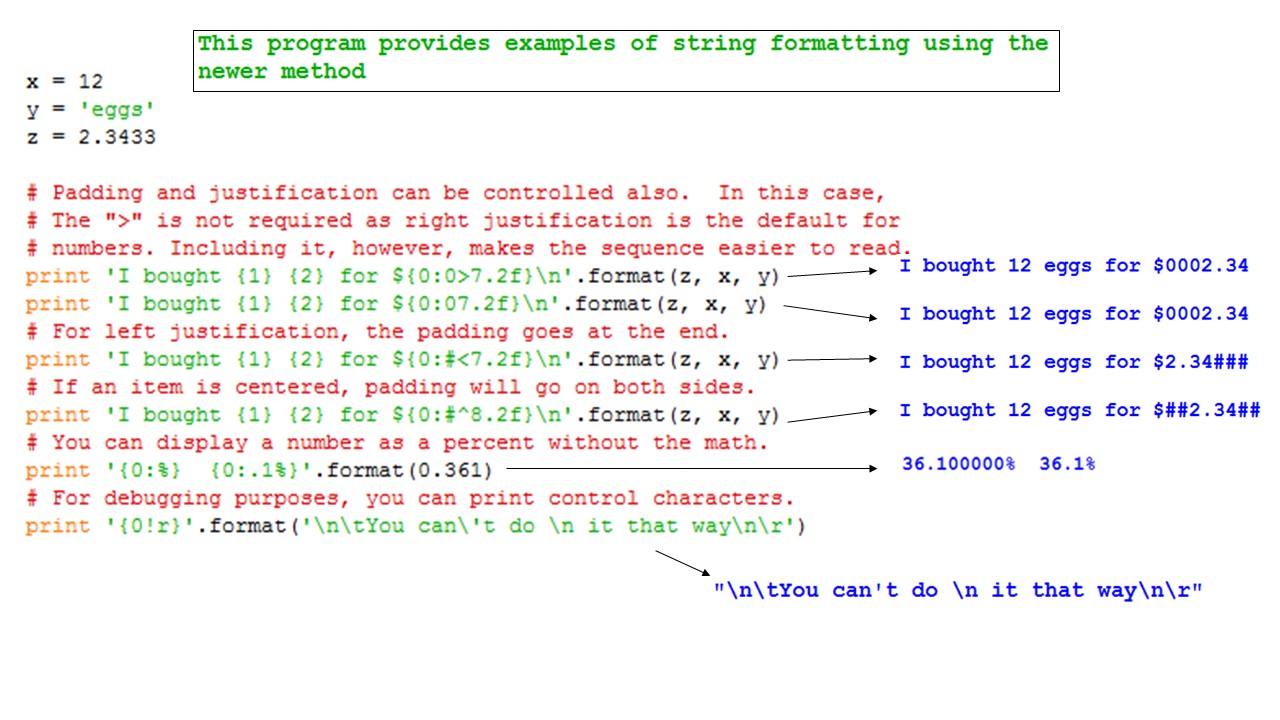 This program provides examples of string formatting using the
newer method
x = 12
y = 'eggs'
z = 2.3433
# Padding and justification can be controlled also.  In this case,
# The ">" is not required as right justification is the default for
# numbers. Including it, however, makes the sequence easier to read.
print 'I bought {1} {2} for ${0:0>7.2f}\n'.format(z, x, y)
I bought 12 eggs for $0002.34
print 'I bought {1} {2} for ${0:07.2f}\n'.format(z, x, y)
I bought 12 eggs for $0002.34
# For left justification, the padding goes at the end.
print 'I bought {1} {2} for ${0:#<7.2f}\n'.format(z, x, y)
I bought 12 eggs for $2.34###
# If an item is centered, padding will go on both sides.
print 'I bought {1} {2} for ${0:#^8.2f}\n'.format(z, x, y)
I bought 12 eggs for $##2.34##
# You can display a number as a percent without the math.
print '{0:%}  {0:.1%}'.format(0.361)
36.100000%  36.1%
# For debugging purposes, you can print control characters.
print '{0!r}'.format('\n\tYou can\'t do \n it that way\n\r')
"\n\tYou can't do \n it that way\n\r"